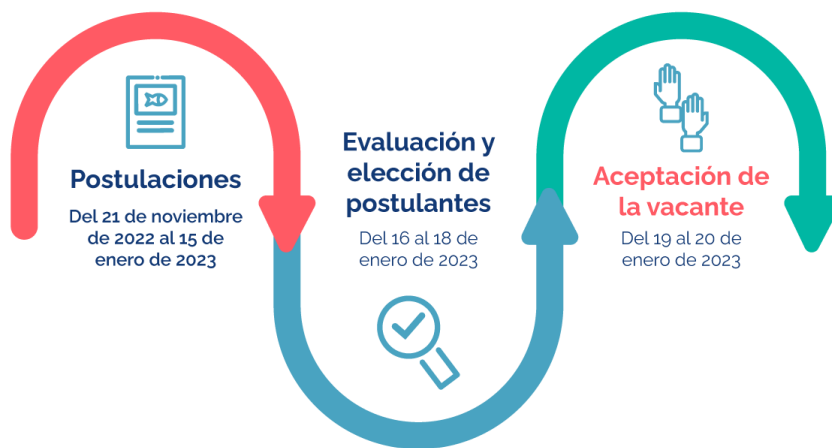 Postulaciones
Del 21 de noviembre
de 2022 al 15 de
enero de 2023
Evaluación y
elección de
postulantes
Del 16 al 18 de
enero de 2023
Aceptación de
la vacante
Del 19 al 20 de
enero de 2023